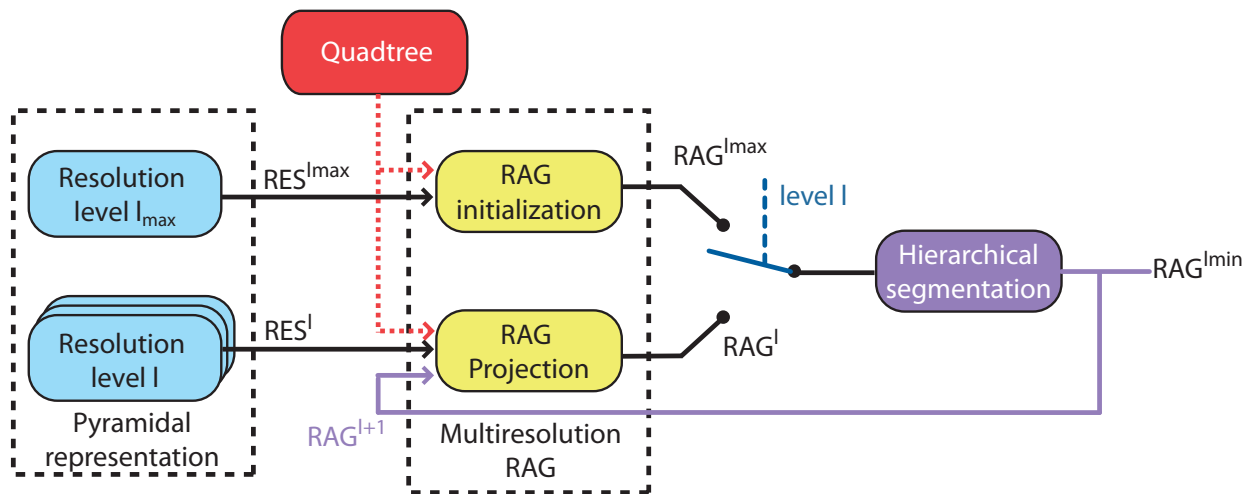 Quadtree
Resolution
level lmax
RESlmax
RAG
initialization
RAGlmax
level l
Hierarchical
segmentation
RAGlmin
Resolution
level l
RESl
RAG
Projection
RAGl
RAGl+1
Pyramidal
representation
Multiresolution
RAG